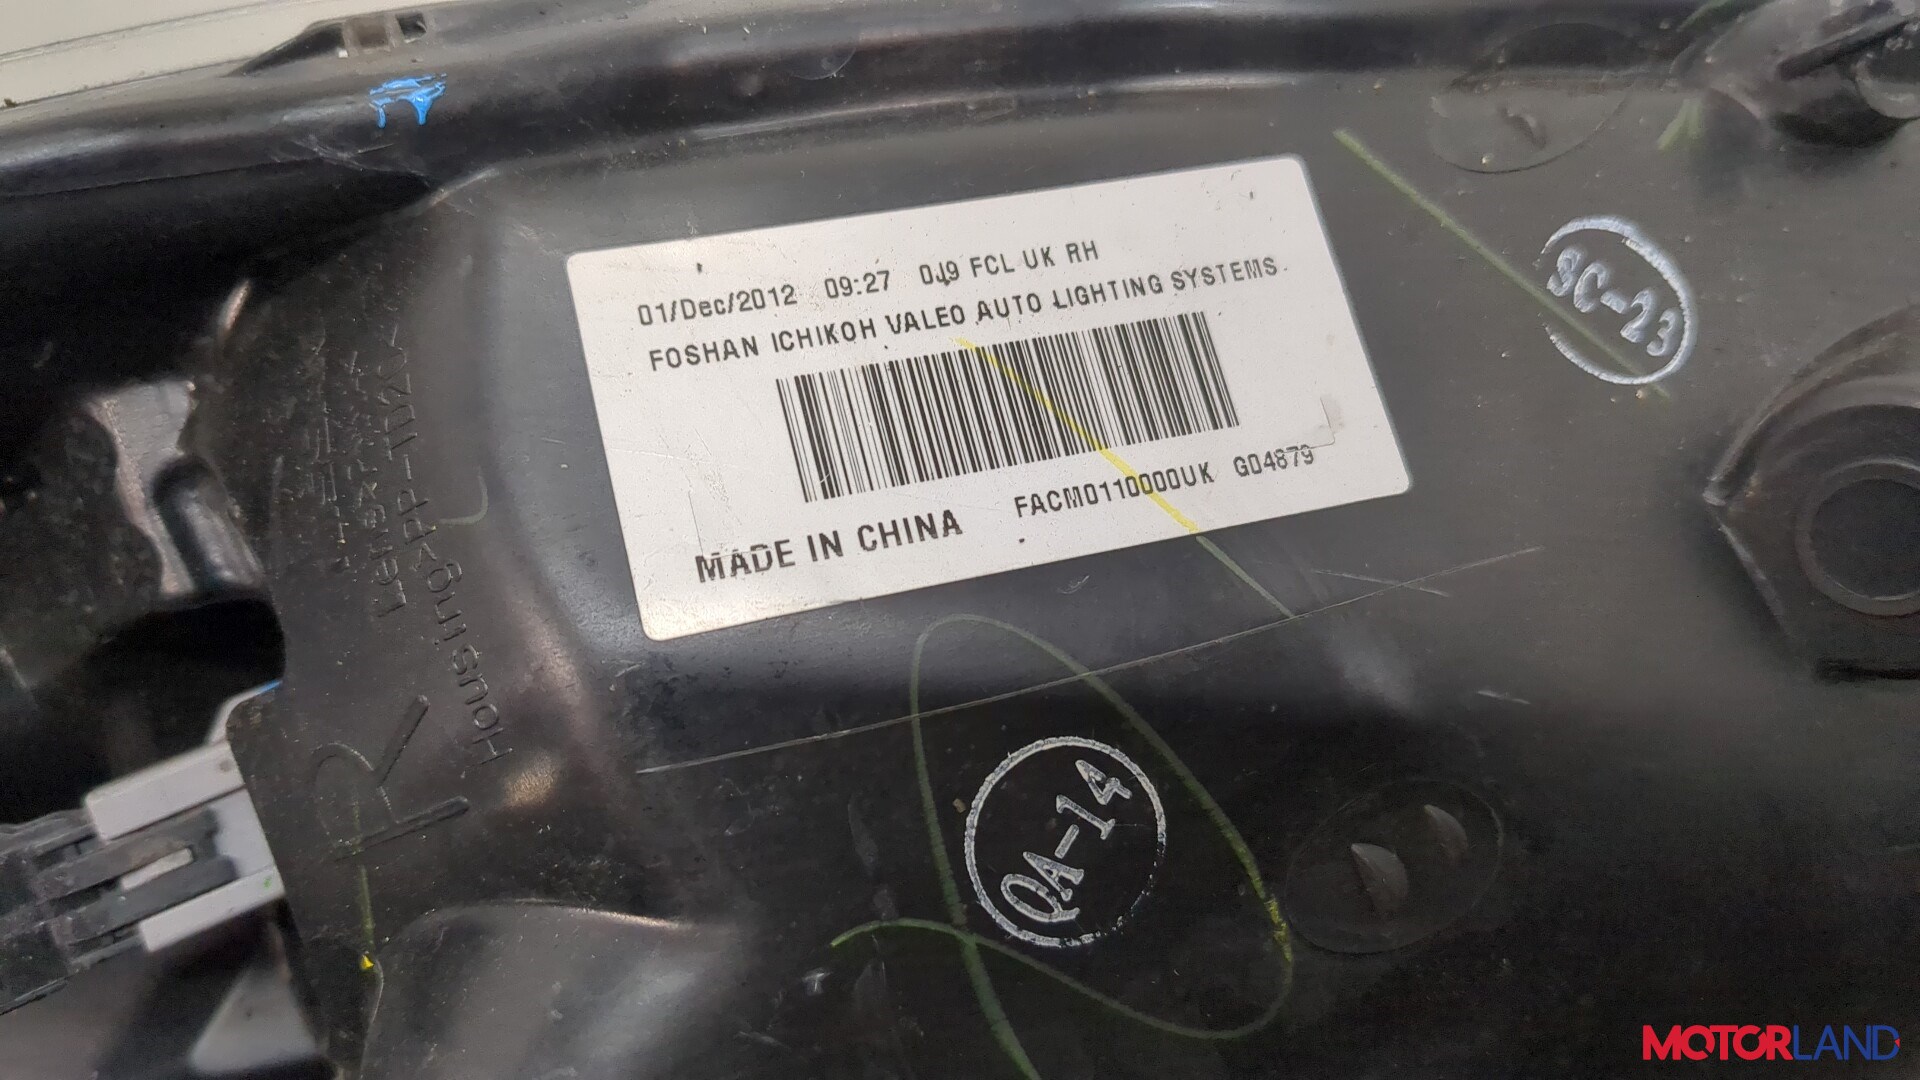 01/Dec/2012 09:27 0J9 FCL UK RH
FOSHAN ICHIKOH VALEO AUTO LIGHTING SYSTEMS
FACM0110000UK G04879
MADE IN CHINA
SC-23
QA-14
R
Housing>PP-TD20<
MOTORLAND